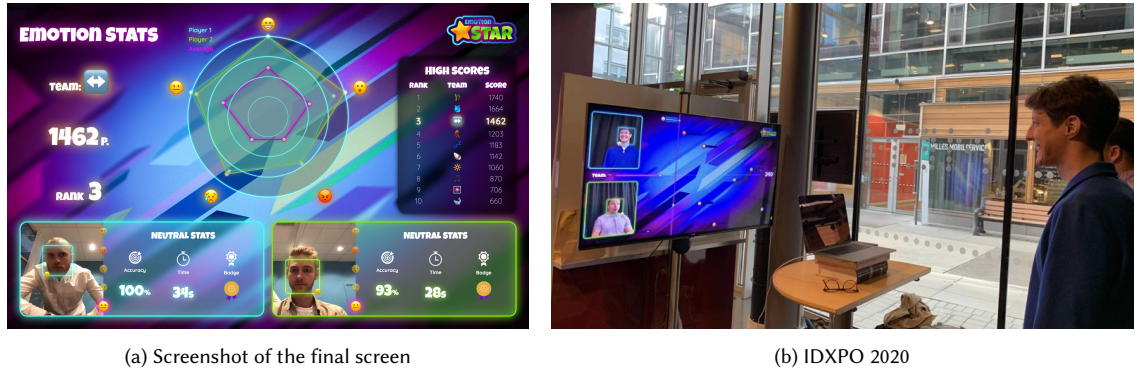 EMOTION STATS
Player 1
Player 2
Average
EMOTION
STAR
TEAM:
1462 P.
RANK 3
HIGH SCORES
RANK TEAM SCORE
1 1740
2 1664
3 1462
4 1203
5 1183
6 1142
7 1060
8 870
9 706
10 660
NEUTRAL STATS
Accuracy Time Badge
100% 34s
NEUTRAL STATS
Accuracy Time Badge
93% 28s
TEAM
MILLES MOBILSERVICE
(a) Screenshot of the final screen
(b) IDXPO 2020